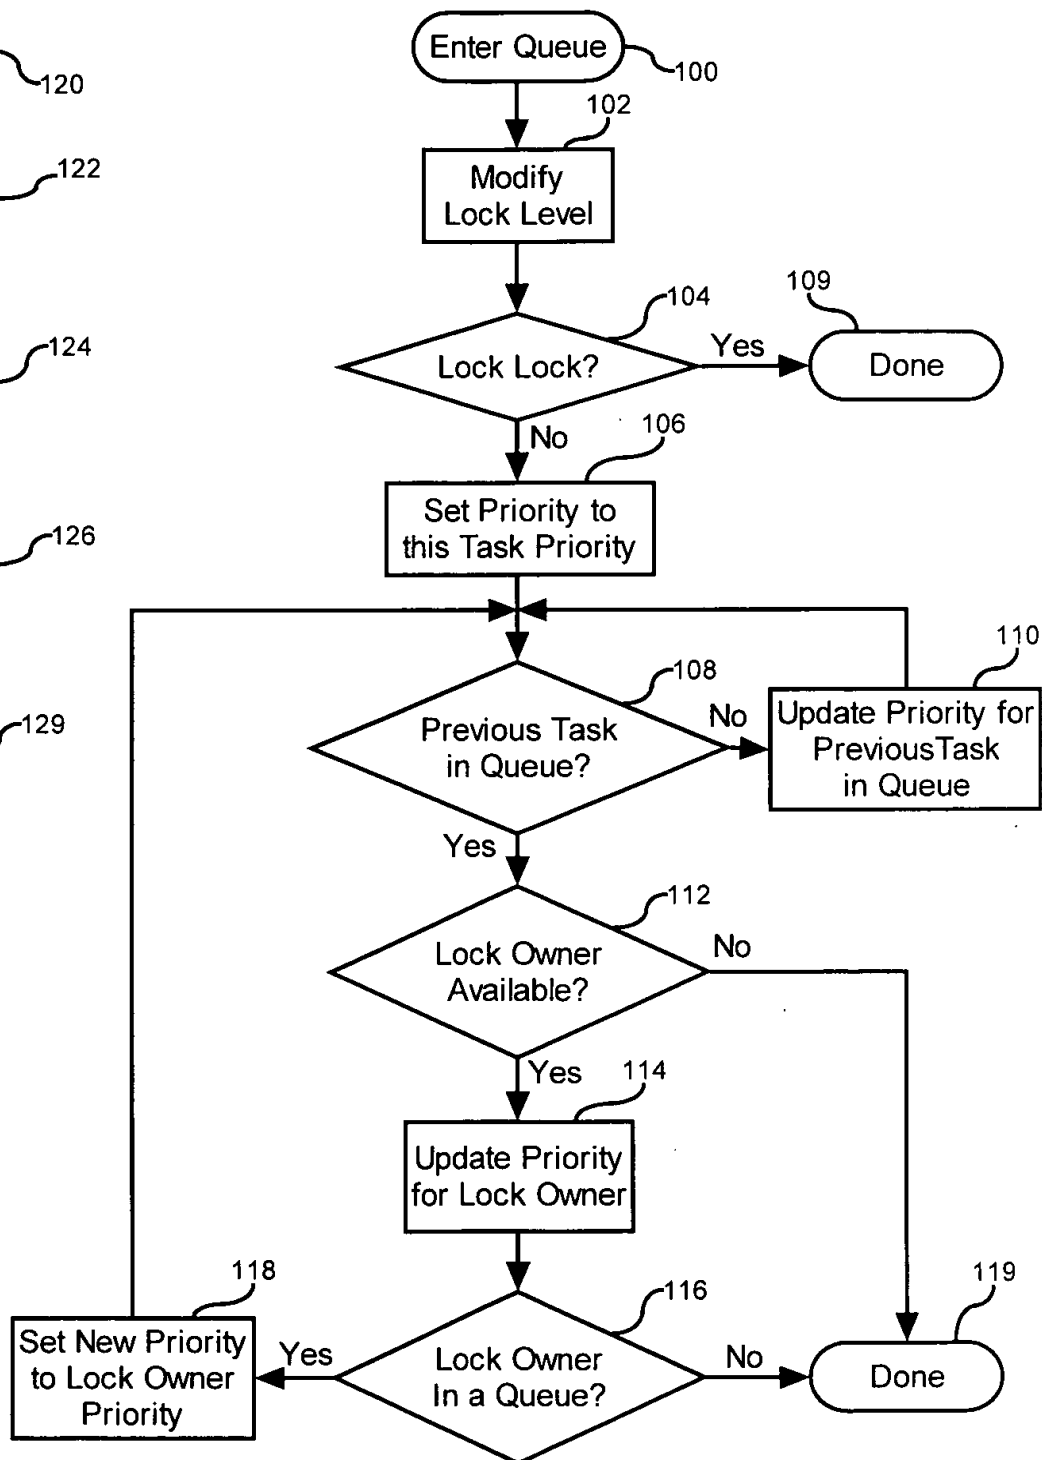 Enter Queue
100
120
102
122
Modify
Lock Level
109
104
124
Lock Lock?
Yes
Done
No
106
126
Set Priority to
this Task Priority
110
108
129
Previous Task
in Queue?
No
Update Priority for
PreviousTask
in Queue
Yes
112
Lock Owner
Available?
No
Yes
114
Update Priority
for Lock Owner
118
116
119
Set New Priority
to Lock Owner
Priority
Yes
Lock Owner
In a Queue?
No
Done